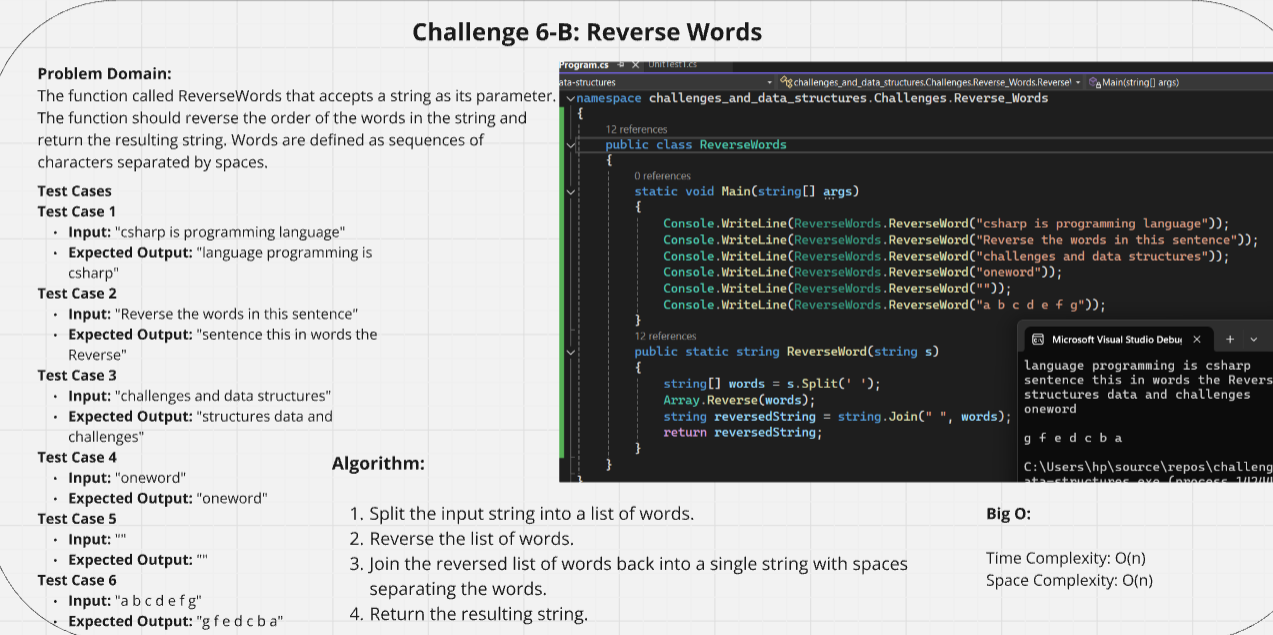 Challenge 6-B: Reverse Words
Problem Domain:
The function called ReverseWords that accepts a string as its parameter.
The function should reverse the order of the words in the string and
return the resulting string. Words are defined as sequences of
characters separated by spaces.
Test Cases
Test Case 1
• Input: "csharp is programming language"
• Expected Output: "language programming is
csharp"
Test Case 2
• Input: "Reverse the words in this sentence"
• Expected Output: "sentence this in words the
Reverse"
Test Case 3
• Input: "challenges and data structures"
• Expected Output: "structures data and
challenges"
Test Case 4
• Input: "oneword"
• Expected Output: "oneword"
Test Case 5
• Input: ""
• Expected Output: ""
Test Case 6
• Input: "a b c d e f g"
• Expected Output: "g f e d c b a"
Program.cs UnitTest1.cs
ata-structures challenges_and_data_structures.Challenges.Reverse_Words.Reverse Main(string[] args)
namespace challenges_and_data_structures.Challenges.Reverse_Words
{
12 references
public class ReverseWords
{
0 references
static void Main(string[] args)
{
Console.WriteLine(ReverseWords.ReverseWord("csharp is programming language"));
Console.WriteLine(ReverseWords.ReverseWord("Reverse the words in this sentence"));
Console.WriteLine(ReverseWords.ReverseWord("challenges and data structures"));
Console.WriteLine(ReverseWords.ReverseWord("oneword"));
Console.WriteLine(ReverseWords.ReverseWord(""));
Console.WriteLine(ReverseWords.ReverseWord("a b c d e f g"));
}
12 references
public static string ReverseWord(string s)
{
string[] words = s.Split(' ');
Array.Reverse(words);
string reversedString = string.Join(" ", words);
return reversedString;
}
}
Microsoft Visual Studio Debu
language programming is csharp
sentence this in words the Revers
structures data and challenges
oneword
g f e d c b a
C:\Users\hp\source\repos\challeng
ata-structures.exe (process
Algorithm:
1. Split the input string into a list of words.
2. Reverse the list of words.
3. Join the reversed list of words back into a single string with spaces
separating the words.
4. Return the resulting string.
Big O:
Time Complexity: O(n)
Space Complexity: O(n)